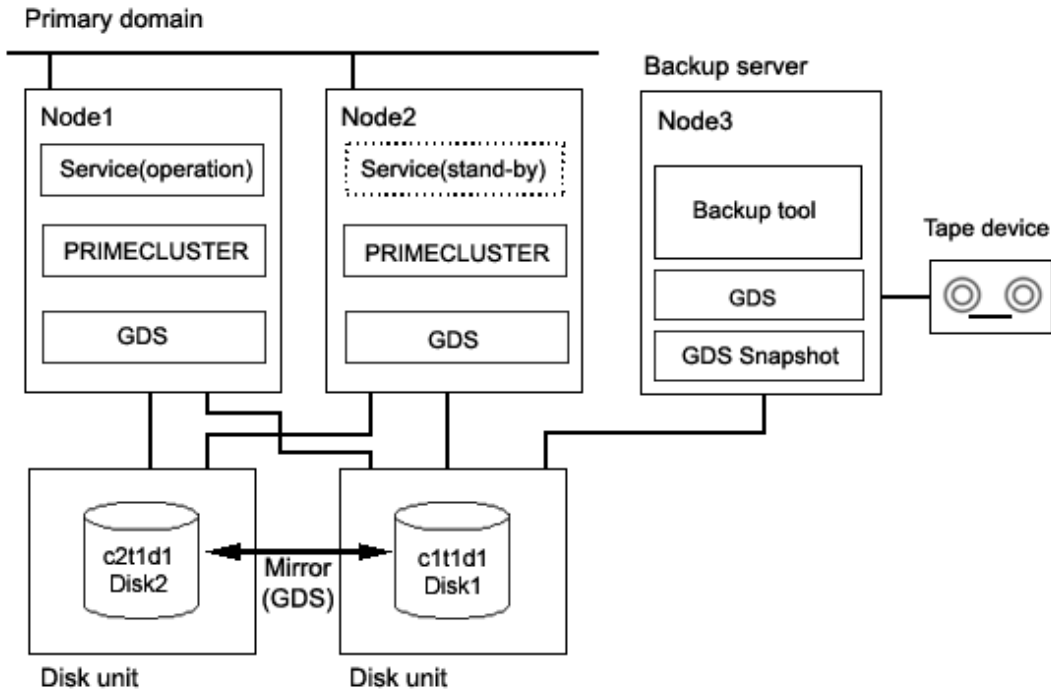 Primary domain
Backup server
Node1
Node2
Node3
Service(operation)
Service(stand-by)
Backup tool
Tape device
PRIMECLUSTER
PRIMECLUSTER
GDS
GDS
GDS
GDS Snapshot
c2t1d1
Disk2
Mirror
(GDS)
c1t1d1
Disk1
Disk unit
Disk unit